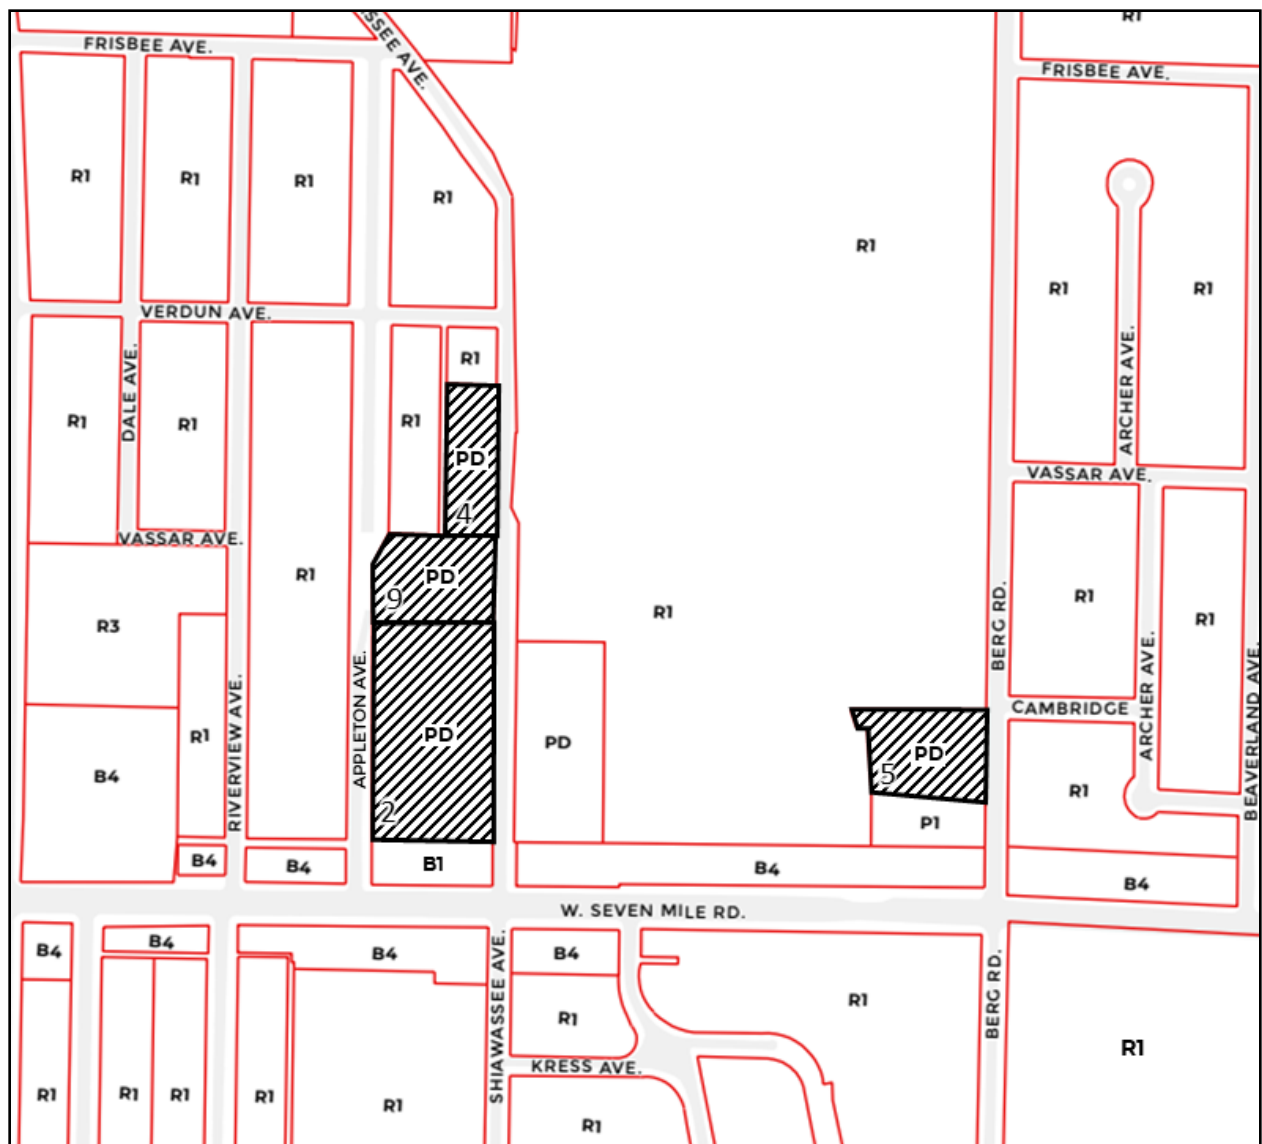 R1
SSEE AVE.
FRISBEE AVE.
FRISBEE AVE.
R1
R1
R1
R1
R1
R1
R1
VERDUN AVE.
R1
DALE AVE.
ARCHER AVE.
R1
R1
R1
PD
4
VASSAR AVE.
VASSAR AVE.
R1
PD
9
R1
R1
R1
R3
BERG RD.
APPLETON AVE.
RIVERVIEW AVE.
ARCHER AVE.
BEAVERLAND AVE.
CAMBRIDGE
R1
PD
2
PD
PD
5
B4
R1
P1
B4
B4
B1
B4
B4
W. SEVEN MILE RD.
B4
B4
B4
B4
SHIAWASSEE AVE.
BERG RD.
R1
R1
R1
KRESS AVE.
R1
R1
R1
R1
R1
R1